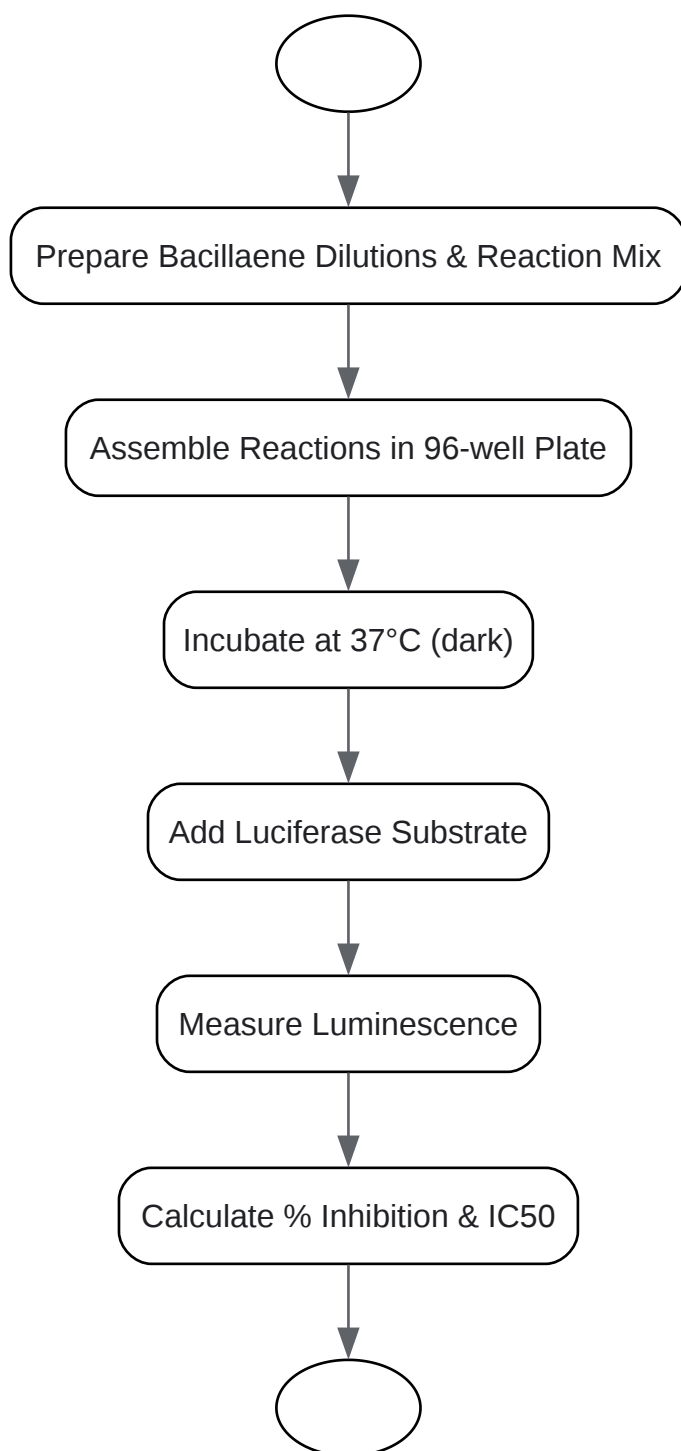 Prepare Bacillaene Dilutions & Reaction Mix
Assemble Reactions in 96-well Plate
Incubate at 37°C (dark)
Add Luciferase Substrate
Measure Luminescence
Calculate % Inhibition & IC50